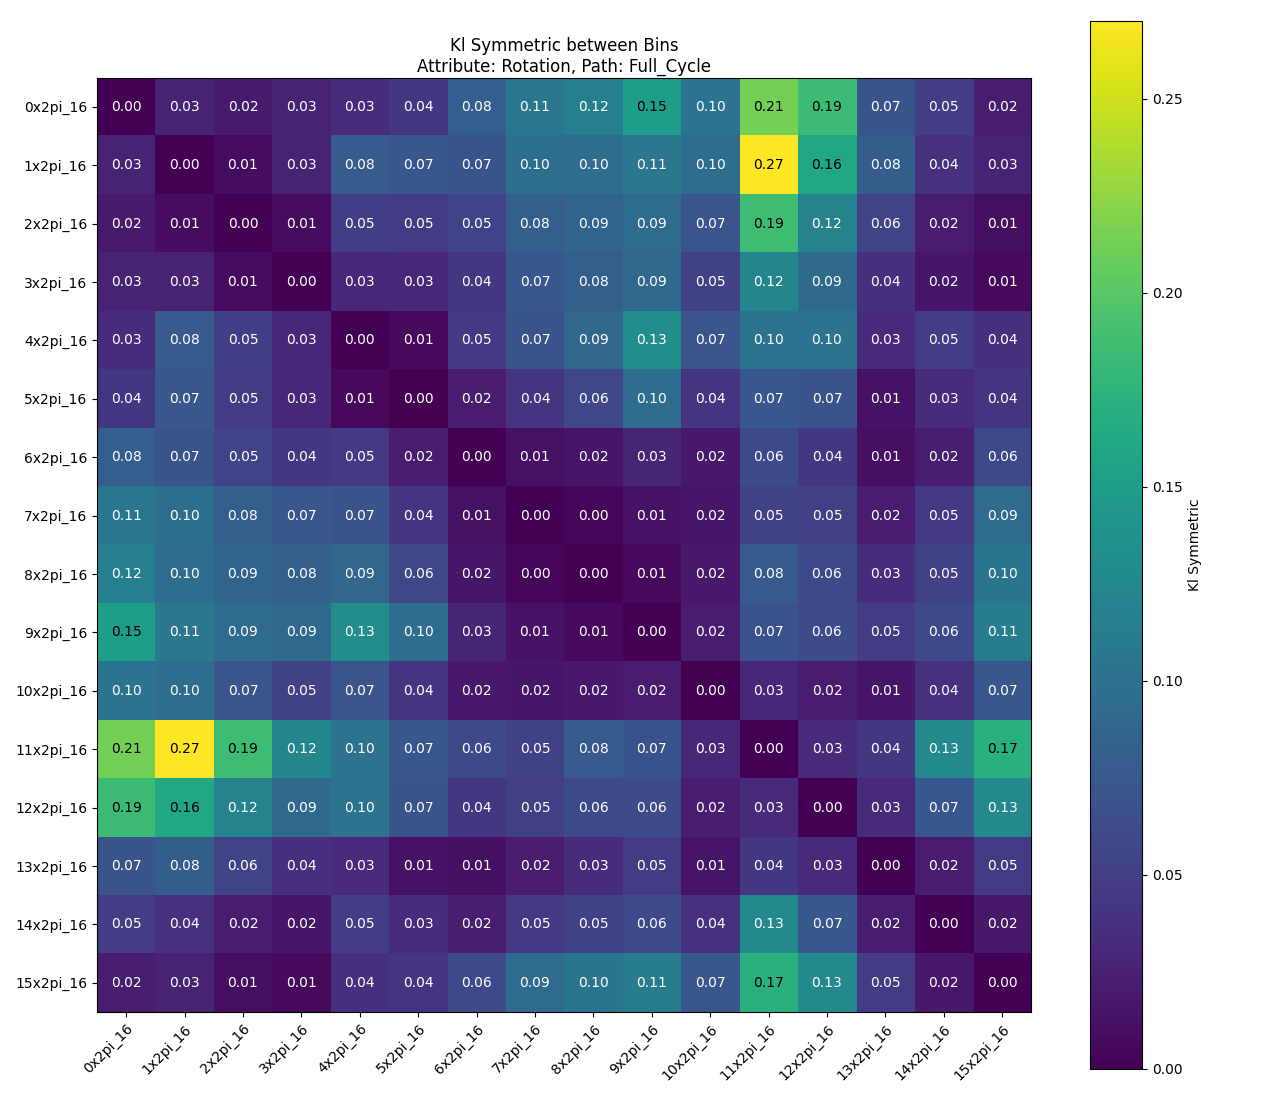 Kl Symmetric between Bins
Attribute: Rotation, Path: Full_Cycle
0x2pi_16 0.00 0.03 0.02 0.03 0.03 0.04 0.08 0.11 0.12 0.15 0.10 0.21 0.19 0.07 0.05 0.02
1x2pi_16 0.03 0.00 0.01 0.03 0.08 0.07 0.07 0.10 0.10 0.11 0.10 0.27 0.16 0.08 0.04 0.03
2x2pi_16 0.02 0.01 0.00 0.01 0.05 0.05 0.05 0.08 0.09 0.09 0.07 0.19 0.12 0.06 0.02 0.01
3x2pi_16 0.03 0.03 0.01 0.00 0.03 0.03 0.04 0.07 0.08 0.09 0.05 0.12 0.09 0.04 0.02 0.01
4x2pi_16 0.03 0.08 0.05 0.03 0.00 0.01 0.05 0.07 0.09 0.13 0.07 0.10 0.10 0.03 0.05 0.04
5x2pi_16 0.04 0.07 0.05 0.03 0.01 0.00 0.02 0.04 0.06 0.10 0.04 0.07 0.07 0.01 0.03 0.04
6x2pi_16 0.08 0.07 0.05 0.04 0.05 0.02 0.00 0.01 0.02 0.03 0.02 0.06 0.04 0.01 0.02 0.06
7x2pi_16 0.11 0.10 0.08 0.07 0.07 0.04 0.01 0.00 0.00 0.01 0.02 0.05 0.05 0.02 0.05 0.09
8x2pi_16 0.12 0.10 0.09 0.08 0.09 0.06 0.02 0.00 0.00 0.01 0.02 0.08 0.06 0.03 0.05 0.10
9x2pi_16 0.15 0.11 0.09 0.09 0.13 0.10 0.03 0.01 0.01 0.00 0.02 0.07 0.06 0.05 0.06 0.11
10x2pi_16 0.10 0.10 0.07 0.05 0.07 0.04 0.02 0.02 0.02 0.02 0.00 0.03 0.02 0.01 0.04 0.07
11x2pi_16 0.21 0.27 0.19 0.12 0.10 0.07 0.06 0.05 0.08 0.07 0.03 0.00 0.03 0.04 0.13 0.17
12x2pi_16 0.19 0.16 0.12 0.09 0.10 0.07 0.04 0.05 0.06 0.06 0.02 0.03 0.00 0.03 0.07 0.13
13x2pi_16 0.07 0.08 0.06 0.04 0.03 0.01 0.01 0.02 0.03 0.05 0.01 0.04 0.03 0.00 0.02 0.05
14x2pi_16 0.05 0.04 0.02 0.02 0.05 0.03 0.02 0.05 0.05 0.06 0.04 0.13 0.07 0.02 0.00 0.02
15x2pi_16 0.02 0.03 0.01 0.01 0.04 0.04 0.06 0.09 0.10 0.11 0.07 0.17 0.13 0.05 0.02 0.00
0x2pi_16 1x2pi_16 2x2pi_16 3x2pi_16 4x2pi_16 5x2pi_16 6x2pi_16 7x2pi_16 8x2pi_16 9x2pi_16 10x2pi_16 11x2pi_16 12x2pi_16 13x2pi_16 14x2pi_16 15x2pi_16
0.25
0.20
0.15
0.10
0.05
0.00
Kl Symmetric